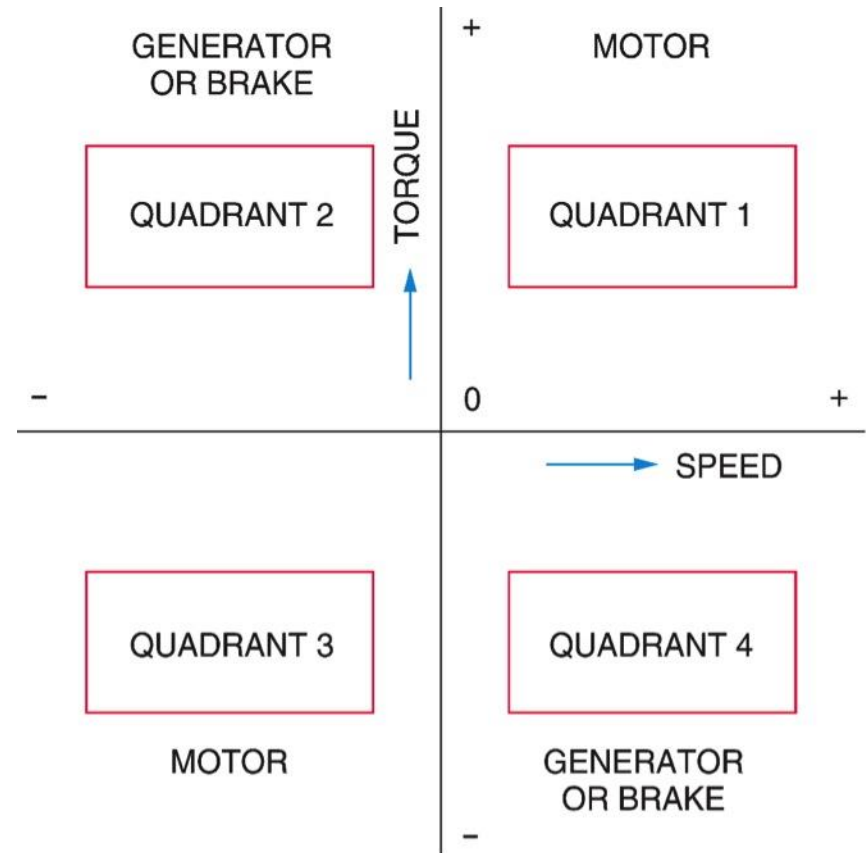 GENERATOR
OR BRAKE
+
MOTOR
TORQUE
QUADRANT 2
QUADRANT 1
-
0
+
SPEED
QUADRANT 3
QUADRANT 4
MOTOR
GENERATOR
OR BRAKE
-